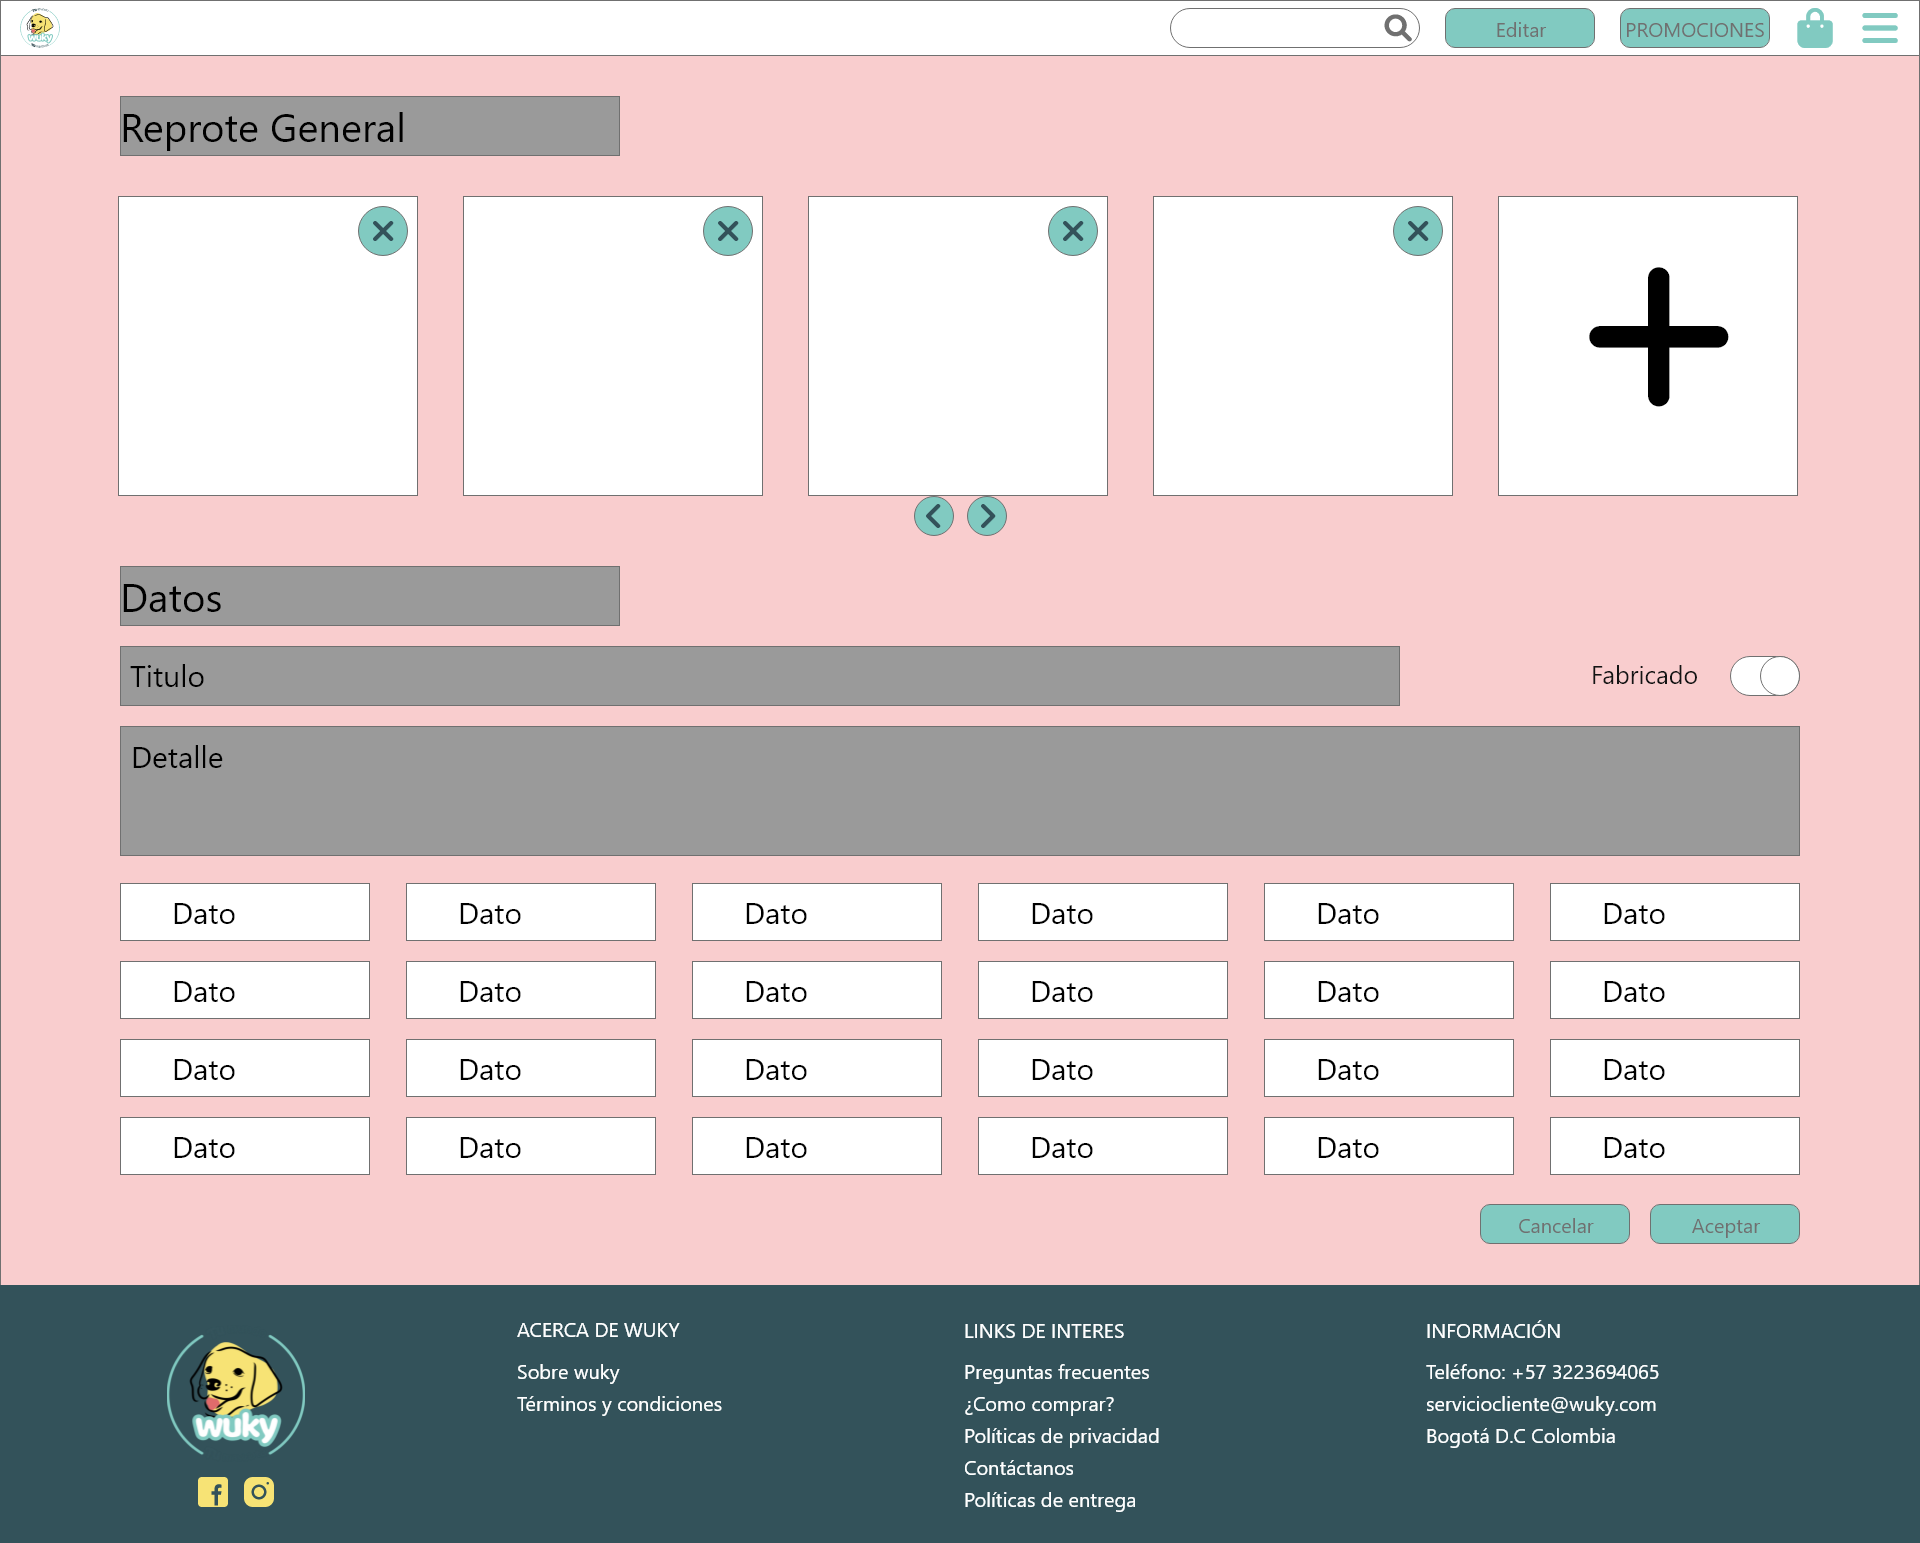 wuky
Editar
PROMOCIONES
Reprote General
Datos
Titulo
Fabricado
Detalle
Dato Dato Dato Dato Dato Dato
Dato Dato Dato Dato Dato Dato
Dato Dato Dato Dato Dato Dato
Dato Dato Dato Dato Dato Dato
Cancelar
Aceptar
wuky
ACERCA DE WUKY
Sobre wuky
Términos y condiciones
LINKS DE INTERES
Preguntas frecuentes
¿Como comprar?
Políticas de privacidad
Contáctanos
Políticas de entrega
INFORMACIÓN
Teléfono: +57 3223694065
serviciocliente@wuky.com
Bogotá D.C Colombia